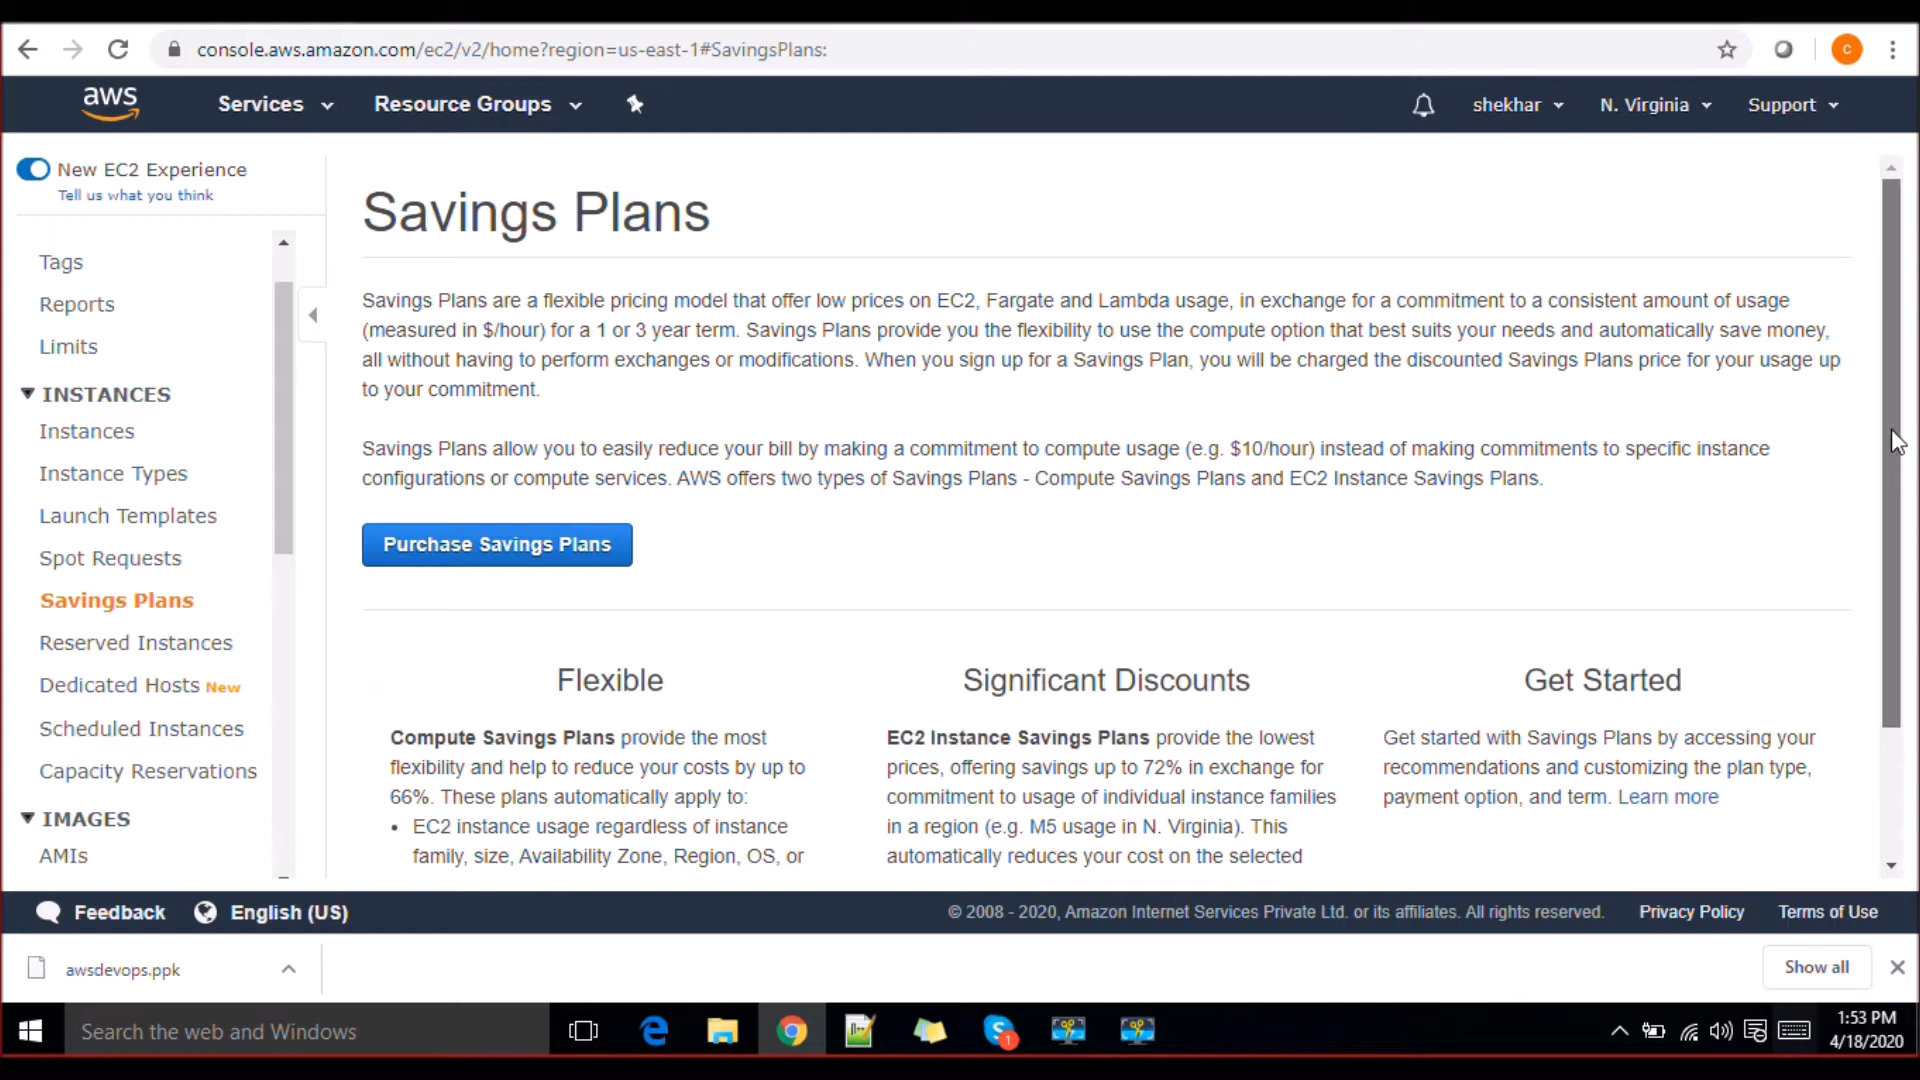 console.aws.amazon.com/ec2/v2/home?region=us-east-1#SavingsPlans:
C
aws
Services
Resource Groups
shekhar
N. Virginia
Support
New EC2 Experience
Tell us what you think
Tags
Reports
Limits
INSTANCES
Instances
Instance Types
Launch Templates
Spot Requests
Savings Plans
Reserved Instances
Dedicated Hosts New
Scheduled Instances
Capacity Reservations
IMAGES
AMIs
Savings Plans
Savings Plans are a flexible pricing model that offer low prices on EC2, Fargate and Lambda usage, in exchange for a commitment to a consistent amount of usage
(measured in $/hour) for a 1 or 3 year term. Savings Plans provide you the flexibility to use the compute option that best suits your needs and automatically save money,
all without having to perform exchanges or modifications. When you sign up for a Savings Plan, you will be charged the discounted Savings Plans price for your usage up
to your commitment.
Savings Plans allow you to easily reduce your bill by making a commitment to compute usage (e.g. $10/hour) instead of making commitments to specific instance
configurations or compute services. AWS offers two types of Savings Plans - Compute Savings Plans and EC2 Instance Savings Plans.
Purchase Savings Plans
Flexible
Compute Savings Plans provide the most
flexibility and help to reduce your costs by up to
66%. These plans automatically apply to:
• EC2 instance usage regardless of instance
family, size, Availability Zone, Region, OS, or
Significant Discounts
EC2 Instance Savings Plans provide the lowest
prices, offering savings up to 72% in exchange for
commitment to usage of individual instance families
in a region (e.g. M5 usage in N. Virginia). This
automatically reduces your cost on the selected
Get Started
Get started with Savings Plans by accessing your
recommendations and customizing the plan type,
payment option, and term. Learn more
Feedback
English (US)
© 2008 - 2020, Amazon Internet Services Private Ltd. or its affiliates. All rights reserved.
Privacy Policy
Terms of Use
awsdevops.ppk
Show all
Search the web and Windows
1
1:53 PM
4/18/2020